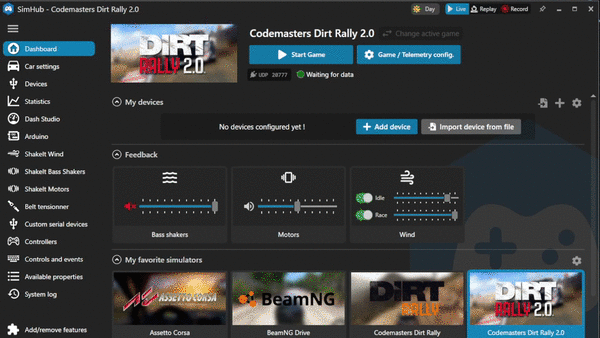 SimHub - Codemasters Dirt Rally 2.0
Day
Live
Replay
Record
Dashboard
Car settings
Devices
Statistics
Dash Studio
Arduino
ShakeIt Wind
ShakeIt Bass Shakers
ShakeIt Motors
Belt tensionner
Custom serial devices
Controllers
Controls and events
Available properties
System log
Add/remove features
DIRT
RALLY 2.0
Codemasters Dirt Rally 2.0
Change active game
Start Game
Game / Telemetry config.
UDP 20777
Waiting for data
My devices
No devices configured yet !
Add device
Import device from file
Feedback
Bass shakers
Motors
Idle
Race
Wind
My favorite simulators
ASSETTO CORSA
Assetto Corsa
BeamNG
BeamNG Drive
DIRT
RALLY
Codemasters Dirt Rally
DIRT
RALLY 2.0
Codemasters Dirt Rally 2.0